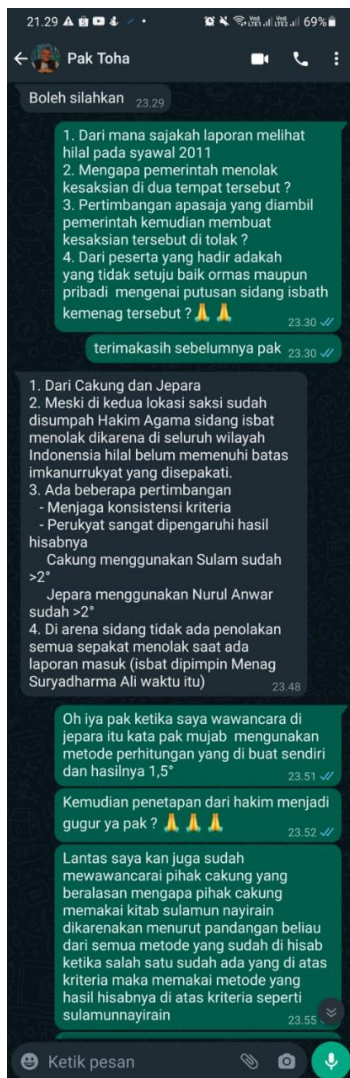 21.29
69%
Pak Toha
Boleh silahkan 23.29
1. Dari mana sajakah laporan melihat
hilal pada syawal 2011
2. Mengapa pemerintah menolak
kesaksian di dua tempat tersebut ?
3. Pertimbangan apasaja yang diambil
pemerintah kemudian membuat
kesaksian tersebut di tolak ?
4. Dari peserta yang hadir adakah
yang tidak setuju baik ormas maupun
pribadi mengenai putusan sidang isbath
kemenag tersebut ?
23.30
terimakasih sebelumnya pak 23.30
1. Dari Cakung dan Jepara
2. Meski di kedua lokasi saksi sudah
disumpah Hakim Agama sidang isbat
menolak dikarena di seluruh wilayah
Indonensia hilal belum memenuhi batas
imkanurrukyat yang disepakati.
3. Ada beberapa pertimbangan
- Menjaga konsistensi kriteria
- Perukyat sangat dipengaruhi hasil
hisabnya
Cakung menggunakan Sulam sudah
>2°
Jepara menggunakan Nurul Anwar
sudah >2°
4. Di arena sidang tidak ada penolakan
semua sepakat menolak saat ada
laporan masuk (isbat dipimpin Menag
Suryadharma Ali waktu itu)
23.48
Oh iya pak ketika saya wawancara di
jepara itu kata pak mujab mengunakan
metode perhitungan yang di buat sendiri
dan hasilnya 1,5°
23.51
Kemudian penetapan dari hakim menjadi
gugur ya pak ?
23.52
Lantas saya kan juga sudah
mewawancarai pihak cakung yang
beralasan mengapa pihak cakung
memakai kitab sulamun nayirain
dikarenakan menurut pandangan beliau
dari semua metode yang sudah di hisab
ketika salah satu sudah ada yang di atas
kriteria maka memakai metode yang
hasil hisabnya di atas kriteria seperti
sulamunnayirain
23.55
Ketik pesan